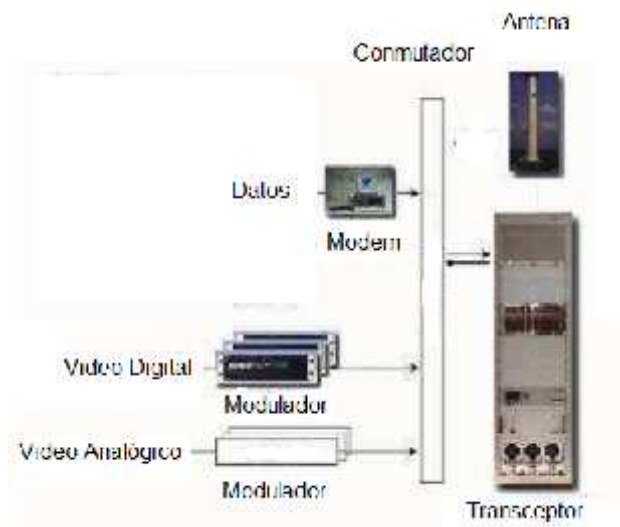 Antena
Conmutador
Datos
Modem
Video Digital
Modulador
Video Analógico
Modulador
Transceptor